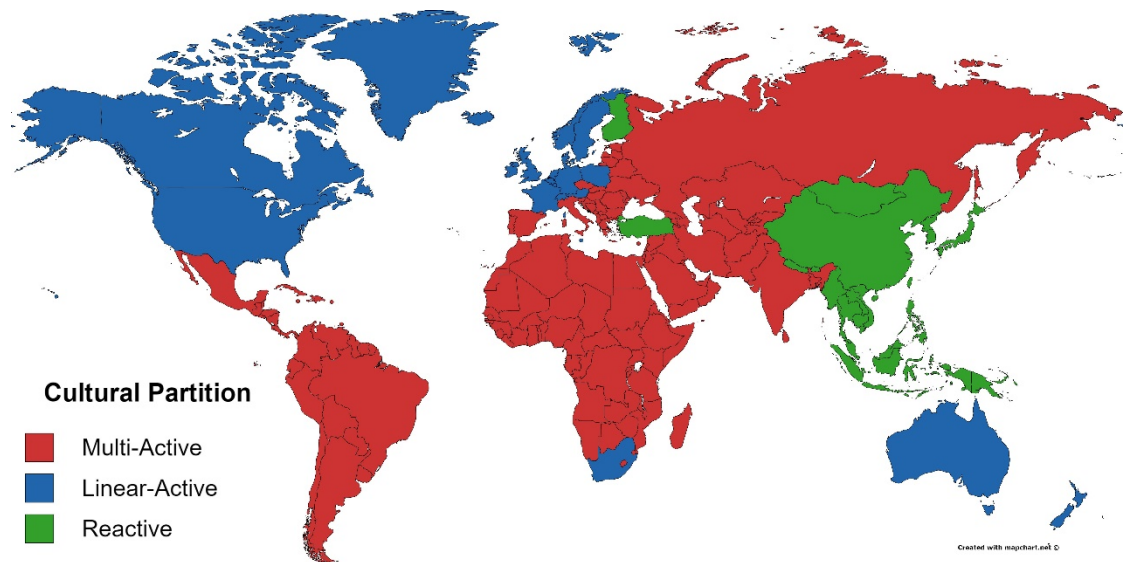 Cultural Partition
Multi-Active
Linear-Active
Reactive
Created with mapchart.net ©